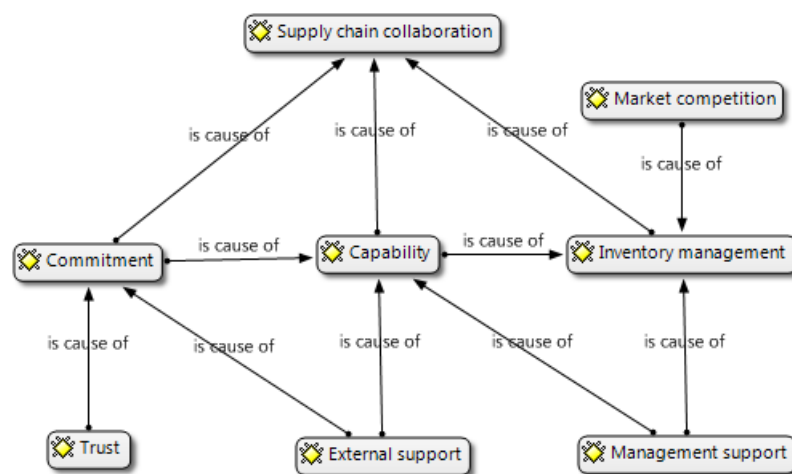 Supply chain collaboration
Market competition
is cause of
is cause of
is cause of
is cause of
is cause of
is cause of
Commitment
Capability
Inventory management
is cause of
is cause of
is cause of
is cause of
is cause of
Trust
External support
Management support